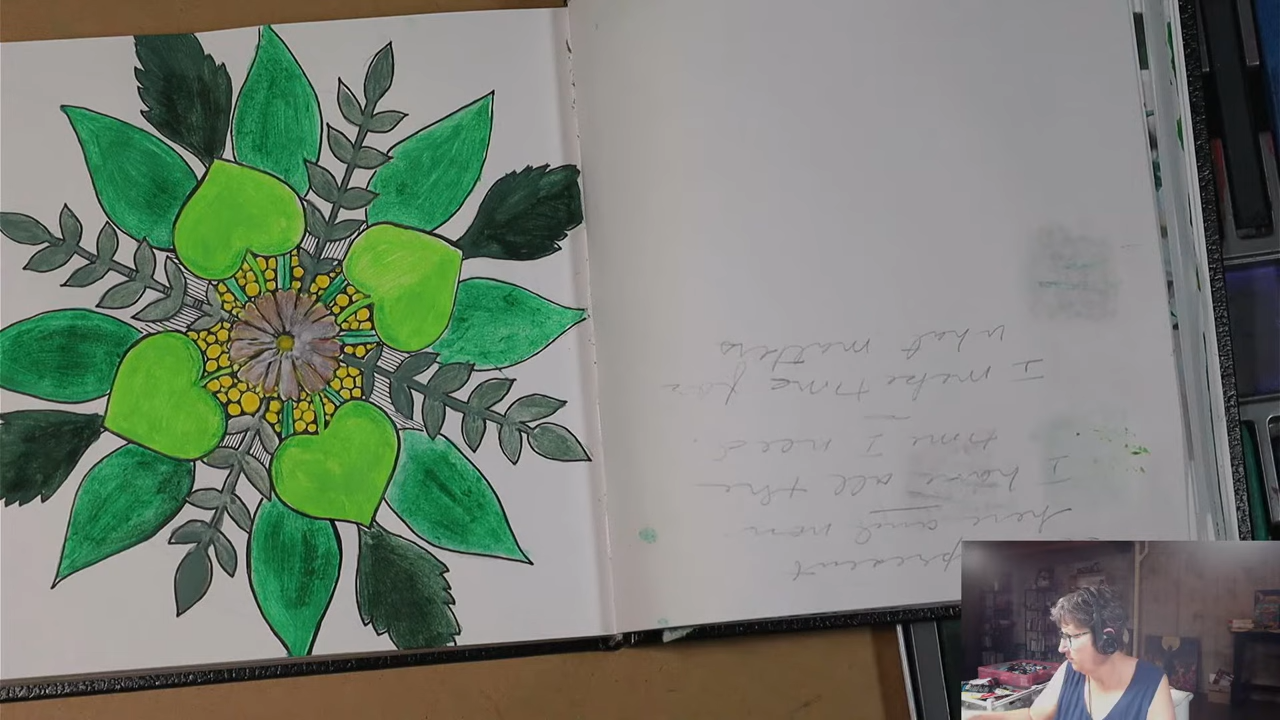 present
here and now
I have all the
time I need.
—
I make time for
what matters